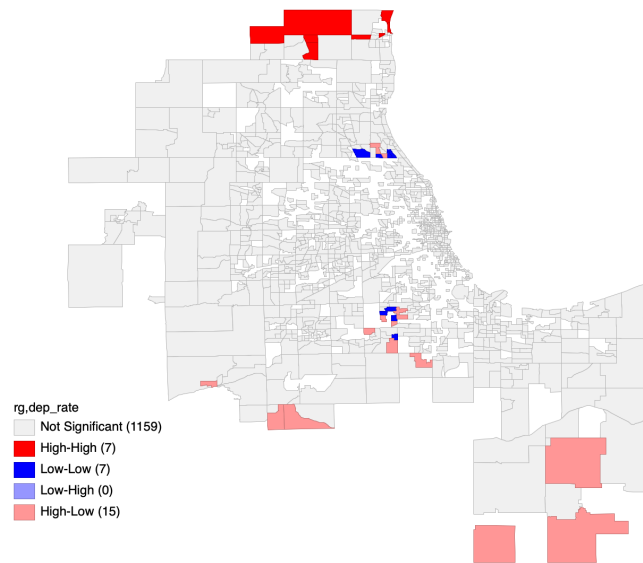 rg,dep_rate
Not Significant (1159)
High-High (7)
Low-Low (7)
Low-High (0)
High-Low (15)